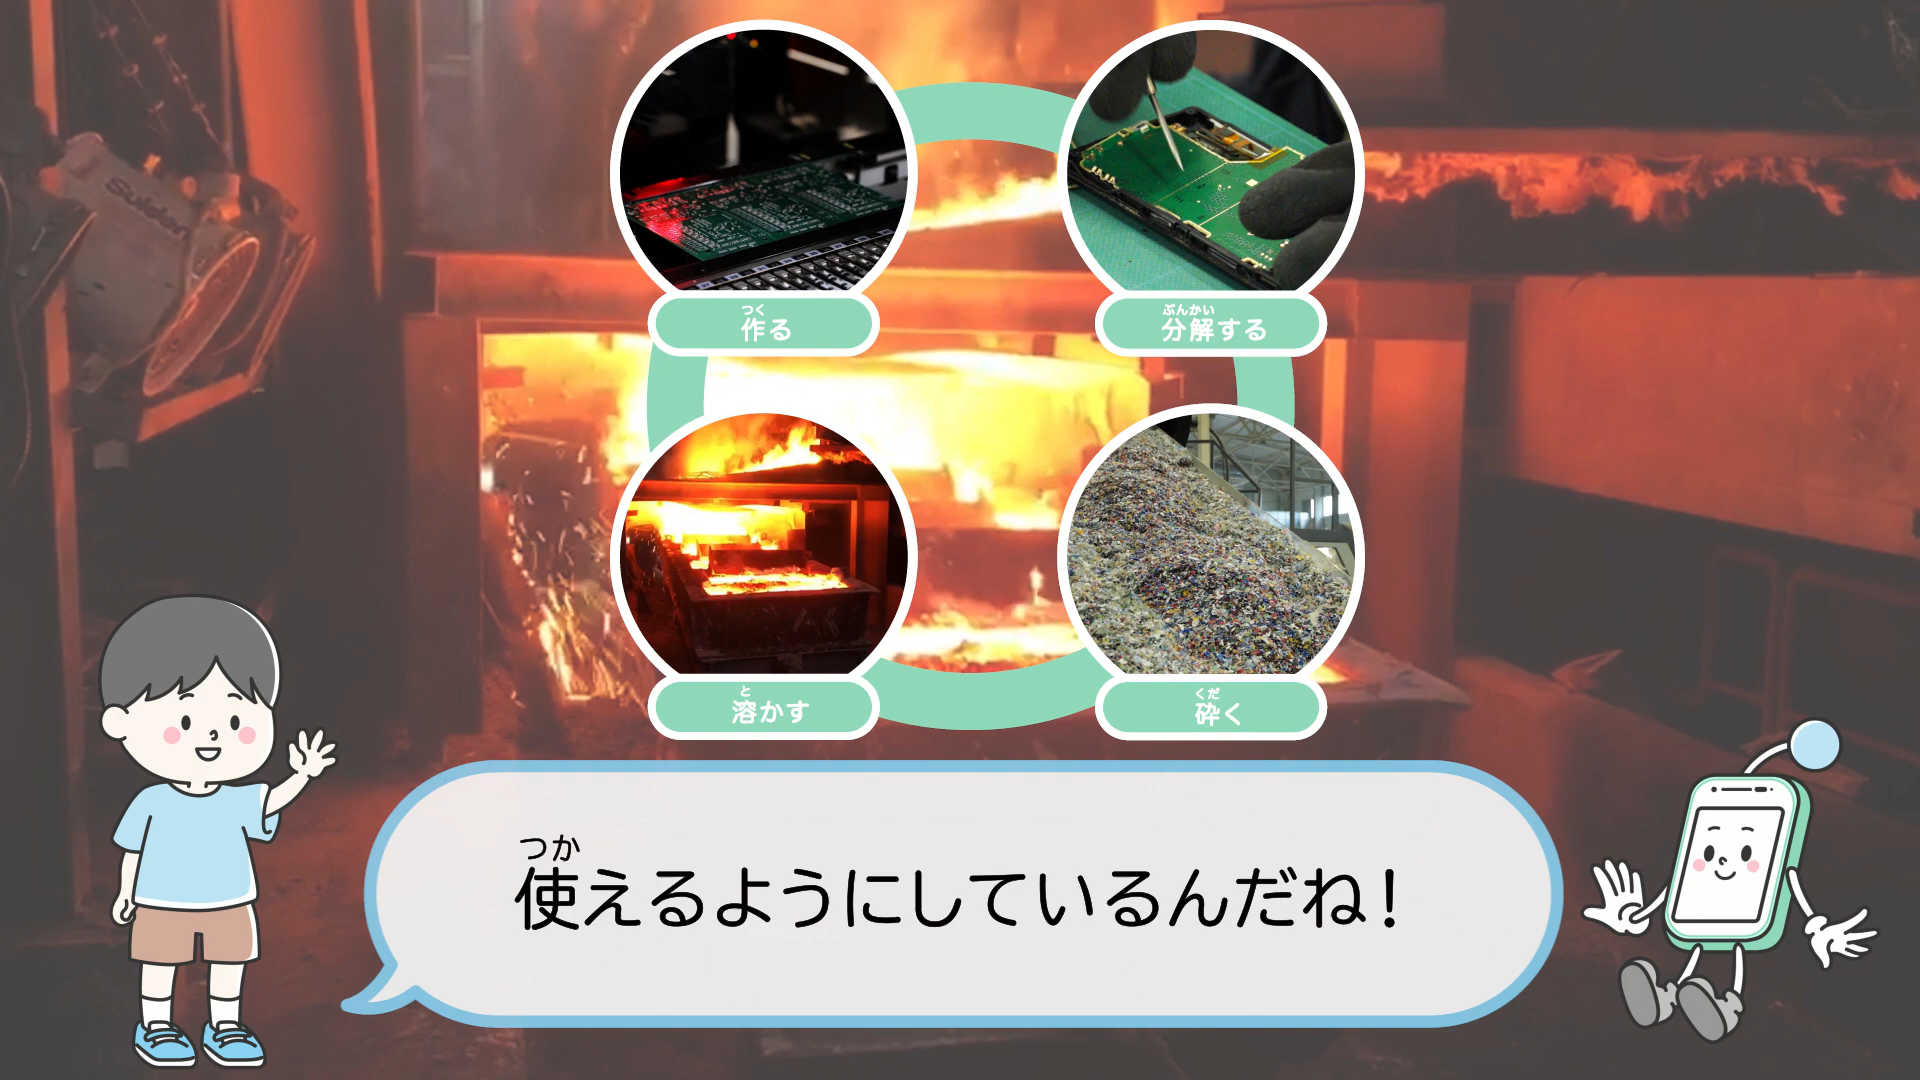 つく
作る
ぶんかい
分解する
と
溶かす
くだ
砕く
つか
使えるようにしているんだね!